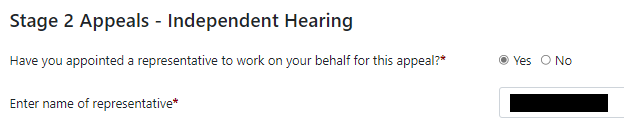 Stage 2 Appeals - Independent Hearing
Have you appointed a representative to work on your behalf for this appeal?* Yes No
Enter name of representative*